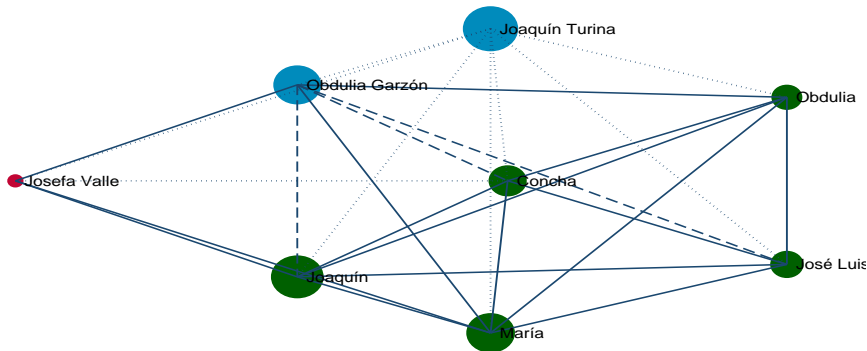 Joaquín Turina
Obdulia Garzón
Obdulia
Josefa Valle
Concha
José Luis
Joaquín
María